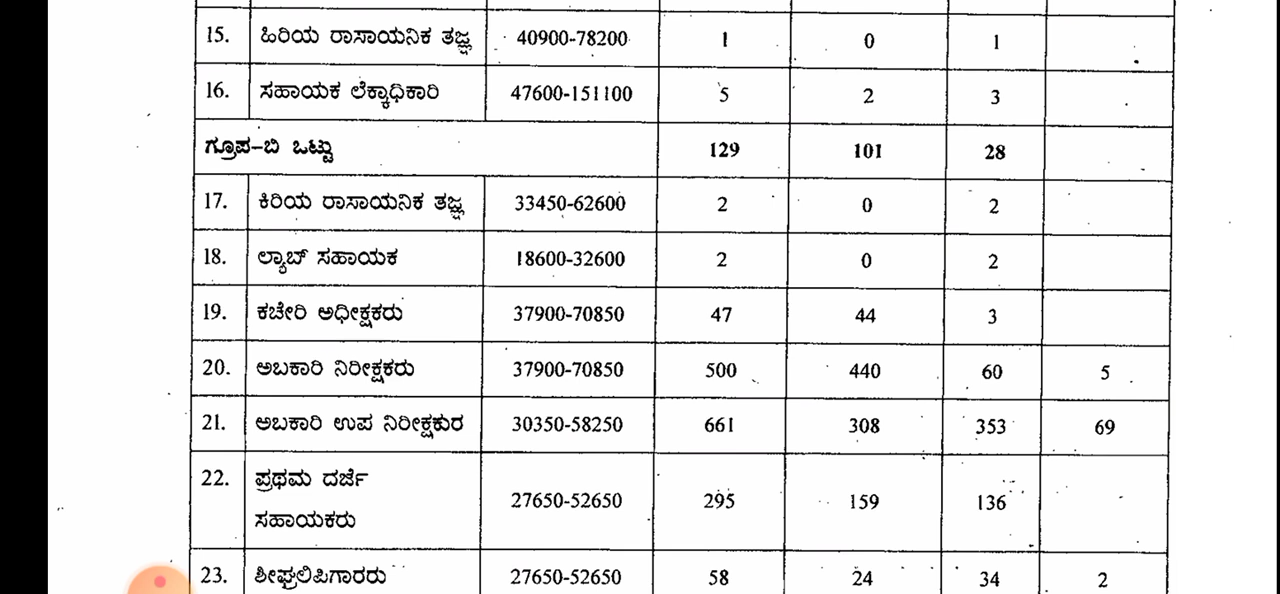 15. ಹಿರಿಯ ರಾಸಾಯನಿಕ ತಜ್ಞ 40900-78200 1 0 1
16. ಸಹಾಯಕ ಲೆಕ್ಕಾಧಿಕಾರಿ 47600-151100 5 2 3
ಗ್ರೂಪ-ಬಿ ಒಟ್ಟು 129 101 28
17. ಕಿರಿಯ ರಾಸಾಯನಿಕ ತಜ್ಞ 33450-62600 2 0 2
18. ಲ್ಯಾಬ್ ಸಹಾಯಕ 18600-32600 2 0 2
19. ಕಚೇರಿ ಅಧೀಕ್ಷಕರು 37900-70850 47 44 3
20. ಅಬಕಾರಿ ನಿರೀಕ್ಷಕರು 37900-70850 500 440 60 5
21. ಅಬಕಾರಿ ಉಪ ನಿರೀಕ್ಷಕುರ 30350-58250 661 308 353 69
22. ಪ್ರಥಮ ದರ್ಜೆ
ಸಹಾಯಕರು 27650-52650 295 159 136
23. ಶೀಘ್ರಲಿಪಿಗಾರರು 27650-52650 58 24 34 2